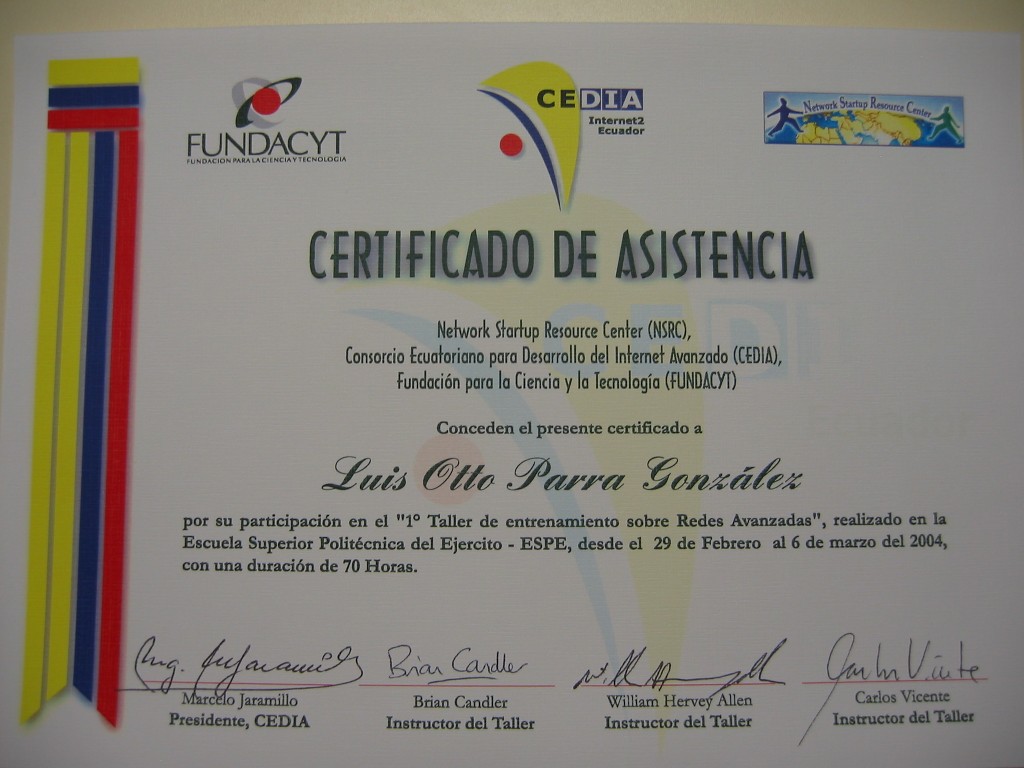 FUNDACYT
FUNDACION PARA LA CIENCIA Y TECNOLOGIA
CEDIA
Internet2
Ecuador
Network Startup Resource Center
CERTIFICADO DE ASISTENCIA
Network Startup Resource Center (NSRC),
Consorcio Ecuatoriano para Desarrollo del Internet Avanzado (CEDIA),
Fundación para la Ciencia y la Tecnología (FUNDACYT)
Conceden el presente certificado a
Luis Otto Parra González
por su participación en el "1º Taller de entrenamiento sobre Redes Avanzadas", realizado en la
Escuela Superior Politécnica del Ejercito - ESPE, desde el 29 de Febrero al 6 de marzo del 2004,
con una duración de 70 Horas.
Brian Candler
Carlos Vicente
Marcelo Jaramillo
Presidente, CEDIA
Brian Candler
Instructor del Taller
William Hervey Allen
Instructor del Taller
Carlos Vicente
Instructor del Taller